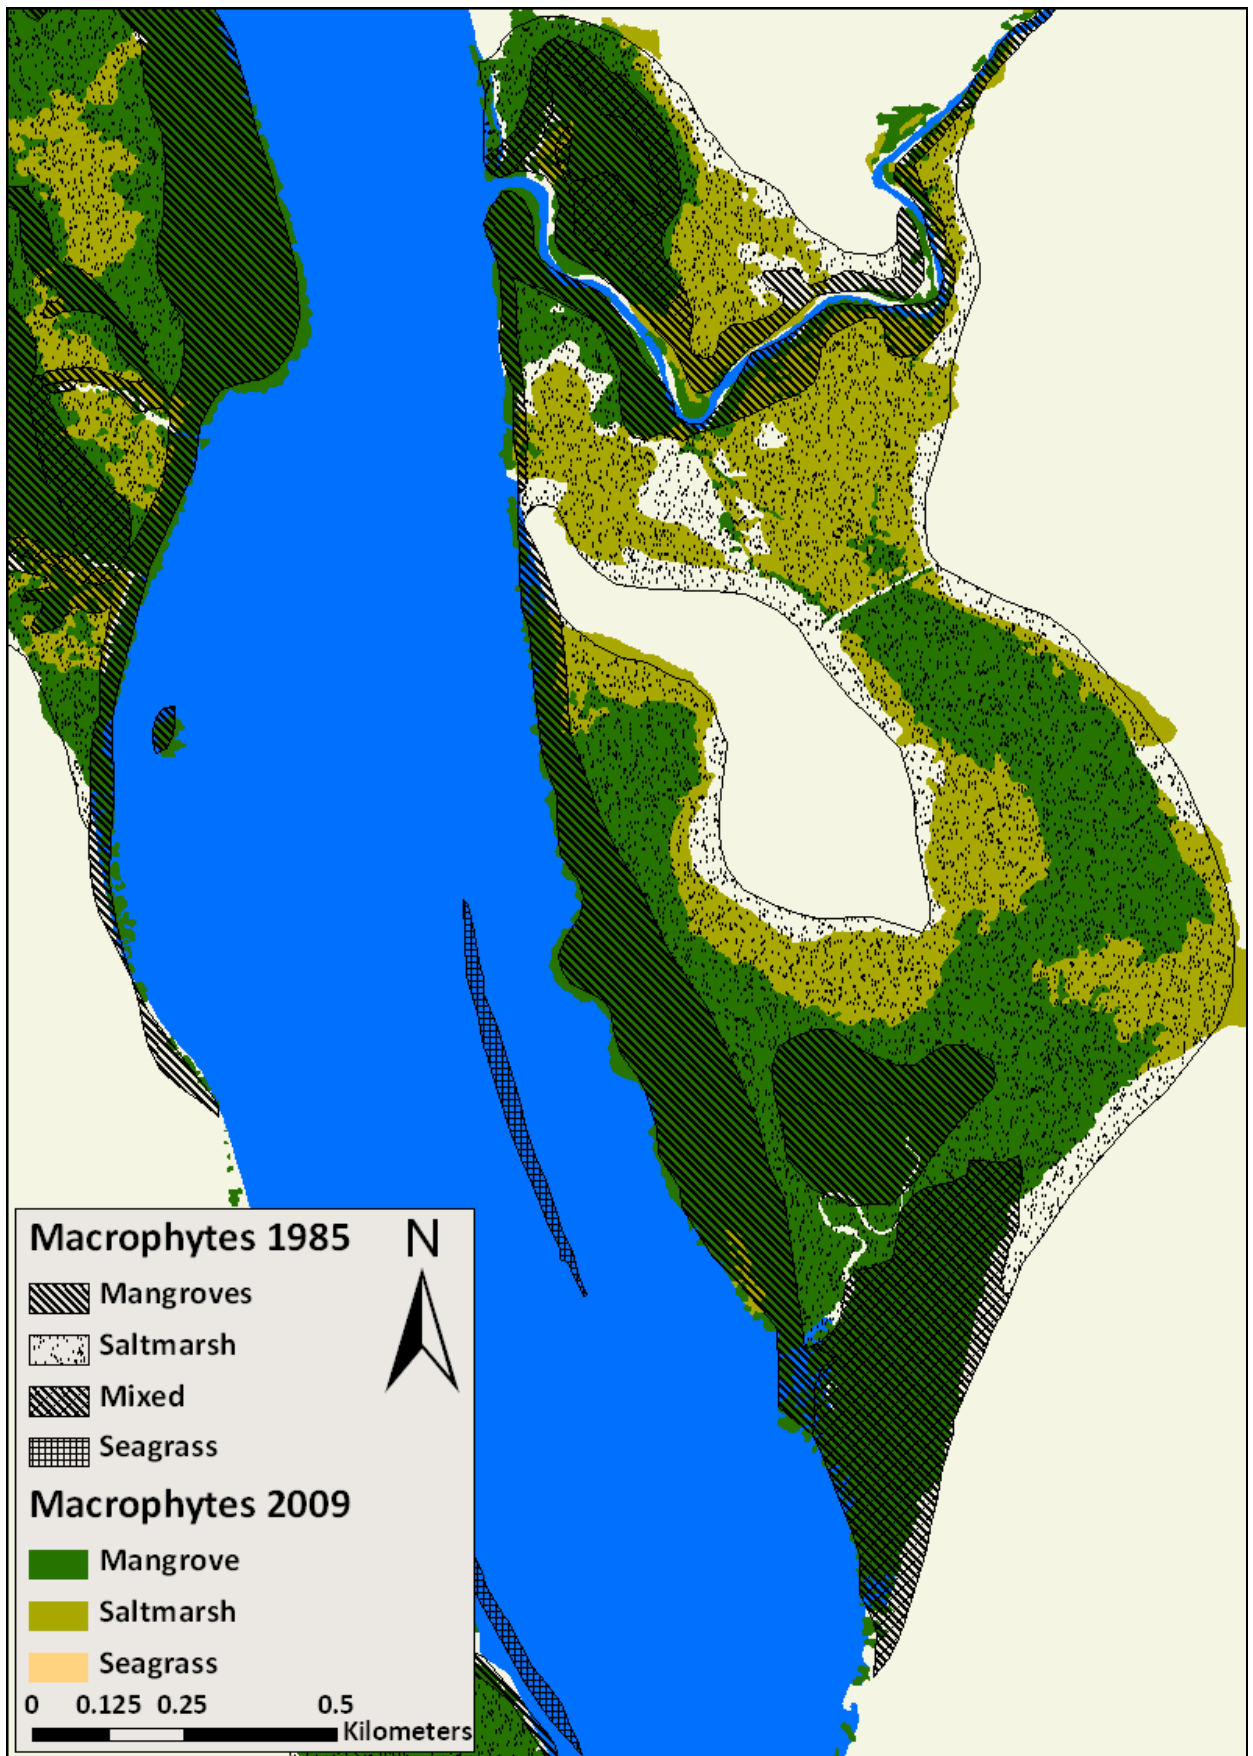 Macrophytes 1985
N
Mangroves
Saltmarsh
Mixed
Seagrass
Macrophytes 2009
Mangrove
Saltmarsh
Seagrass
0 0.125 0.25 0.5
Kilometers